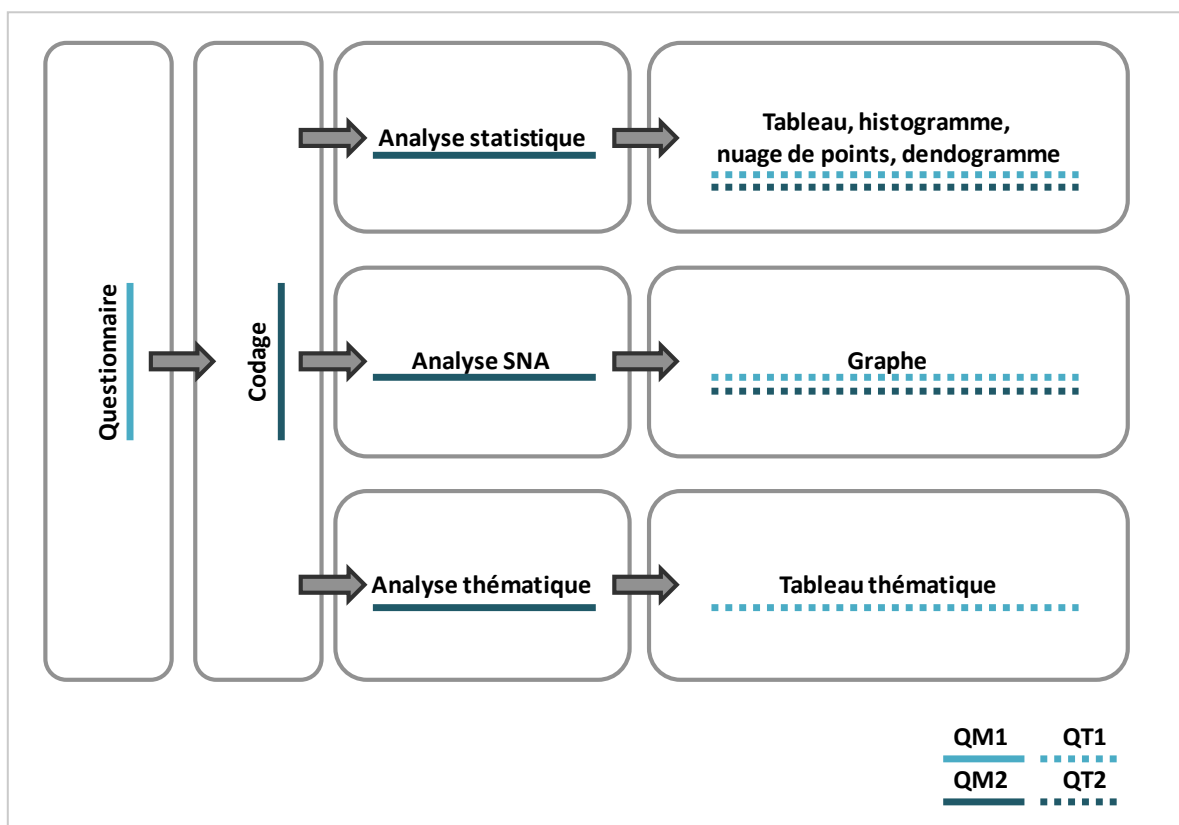 Questionnaire
Codage
Analyse statistique
Tableau, histogramme,
nuage de points, dendogramme
Analyse SNA
Graphe
Analyse thématique
Tableau thématique
QM1
QT1
QM2
QT2